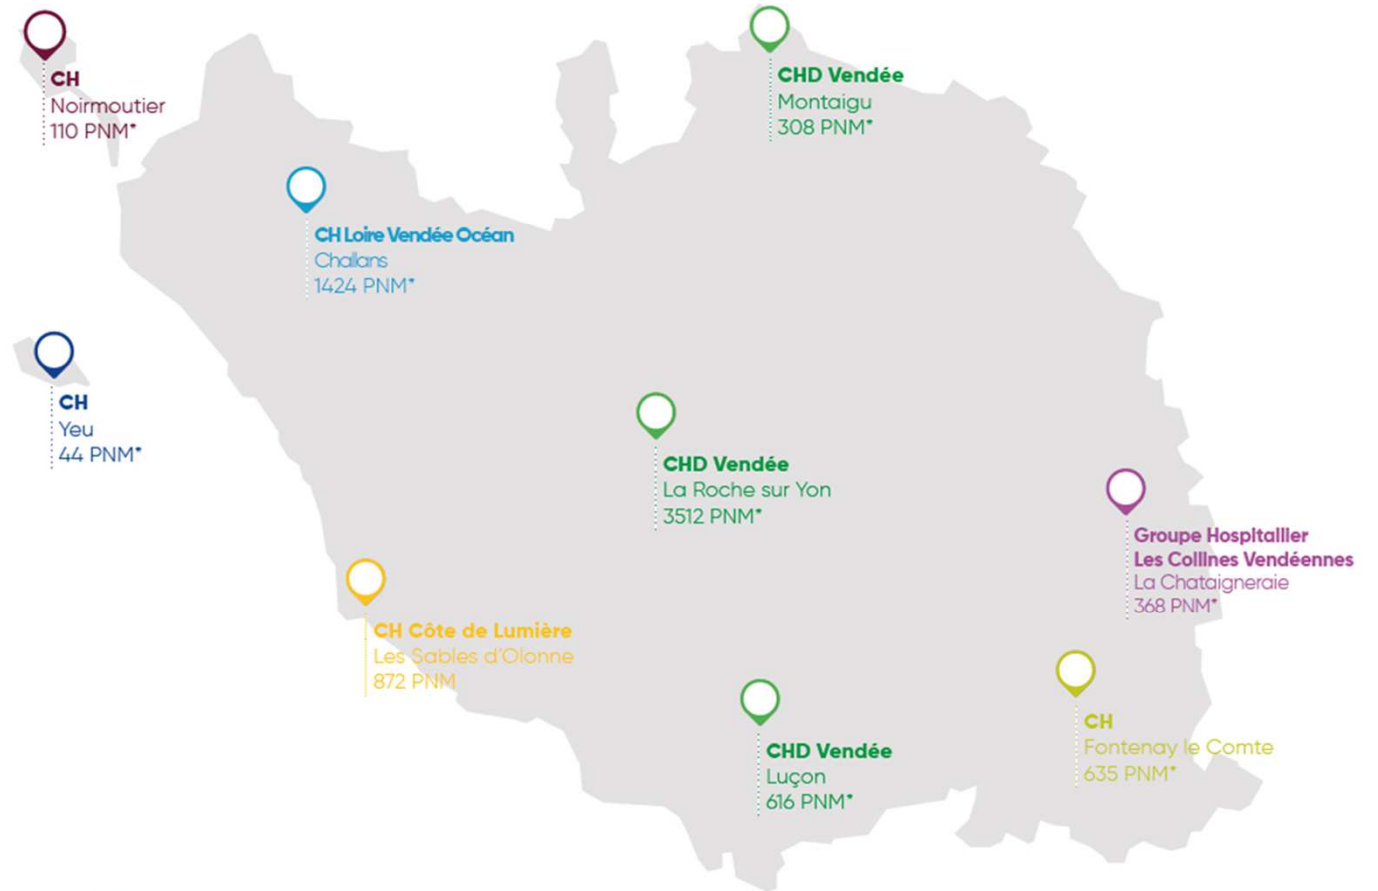 CH
Noirmoutier
110 PNM*
CHD Vendée
Montaigu
308 PNM*
CH Loire Vendée Océan
Challans
1424 PNM*
CH
Yeu
44 PNM*
CHD Vendée
La Roche sur Yon
3512 PNM*
Groupe Hospitallier
Les Collines Vendéennes
La Chataigneraie
368 PNM*
CH Côte de Lumière
Les Sables d'Olonne
872 PNM
CH
Fontenay le Comte
635 PNM*
CHD Vendée
Luçon
616 PNM*